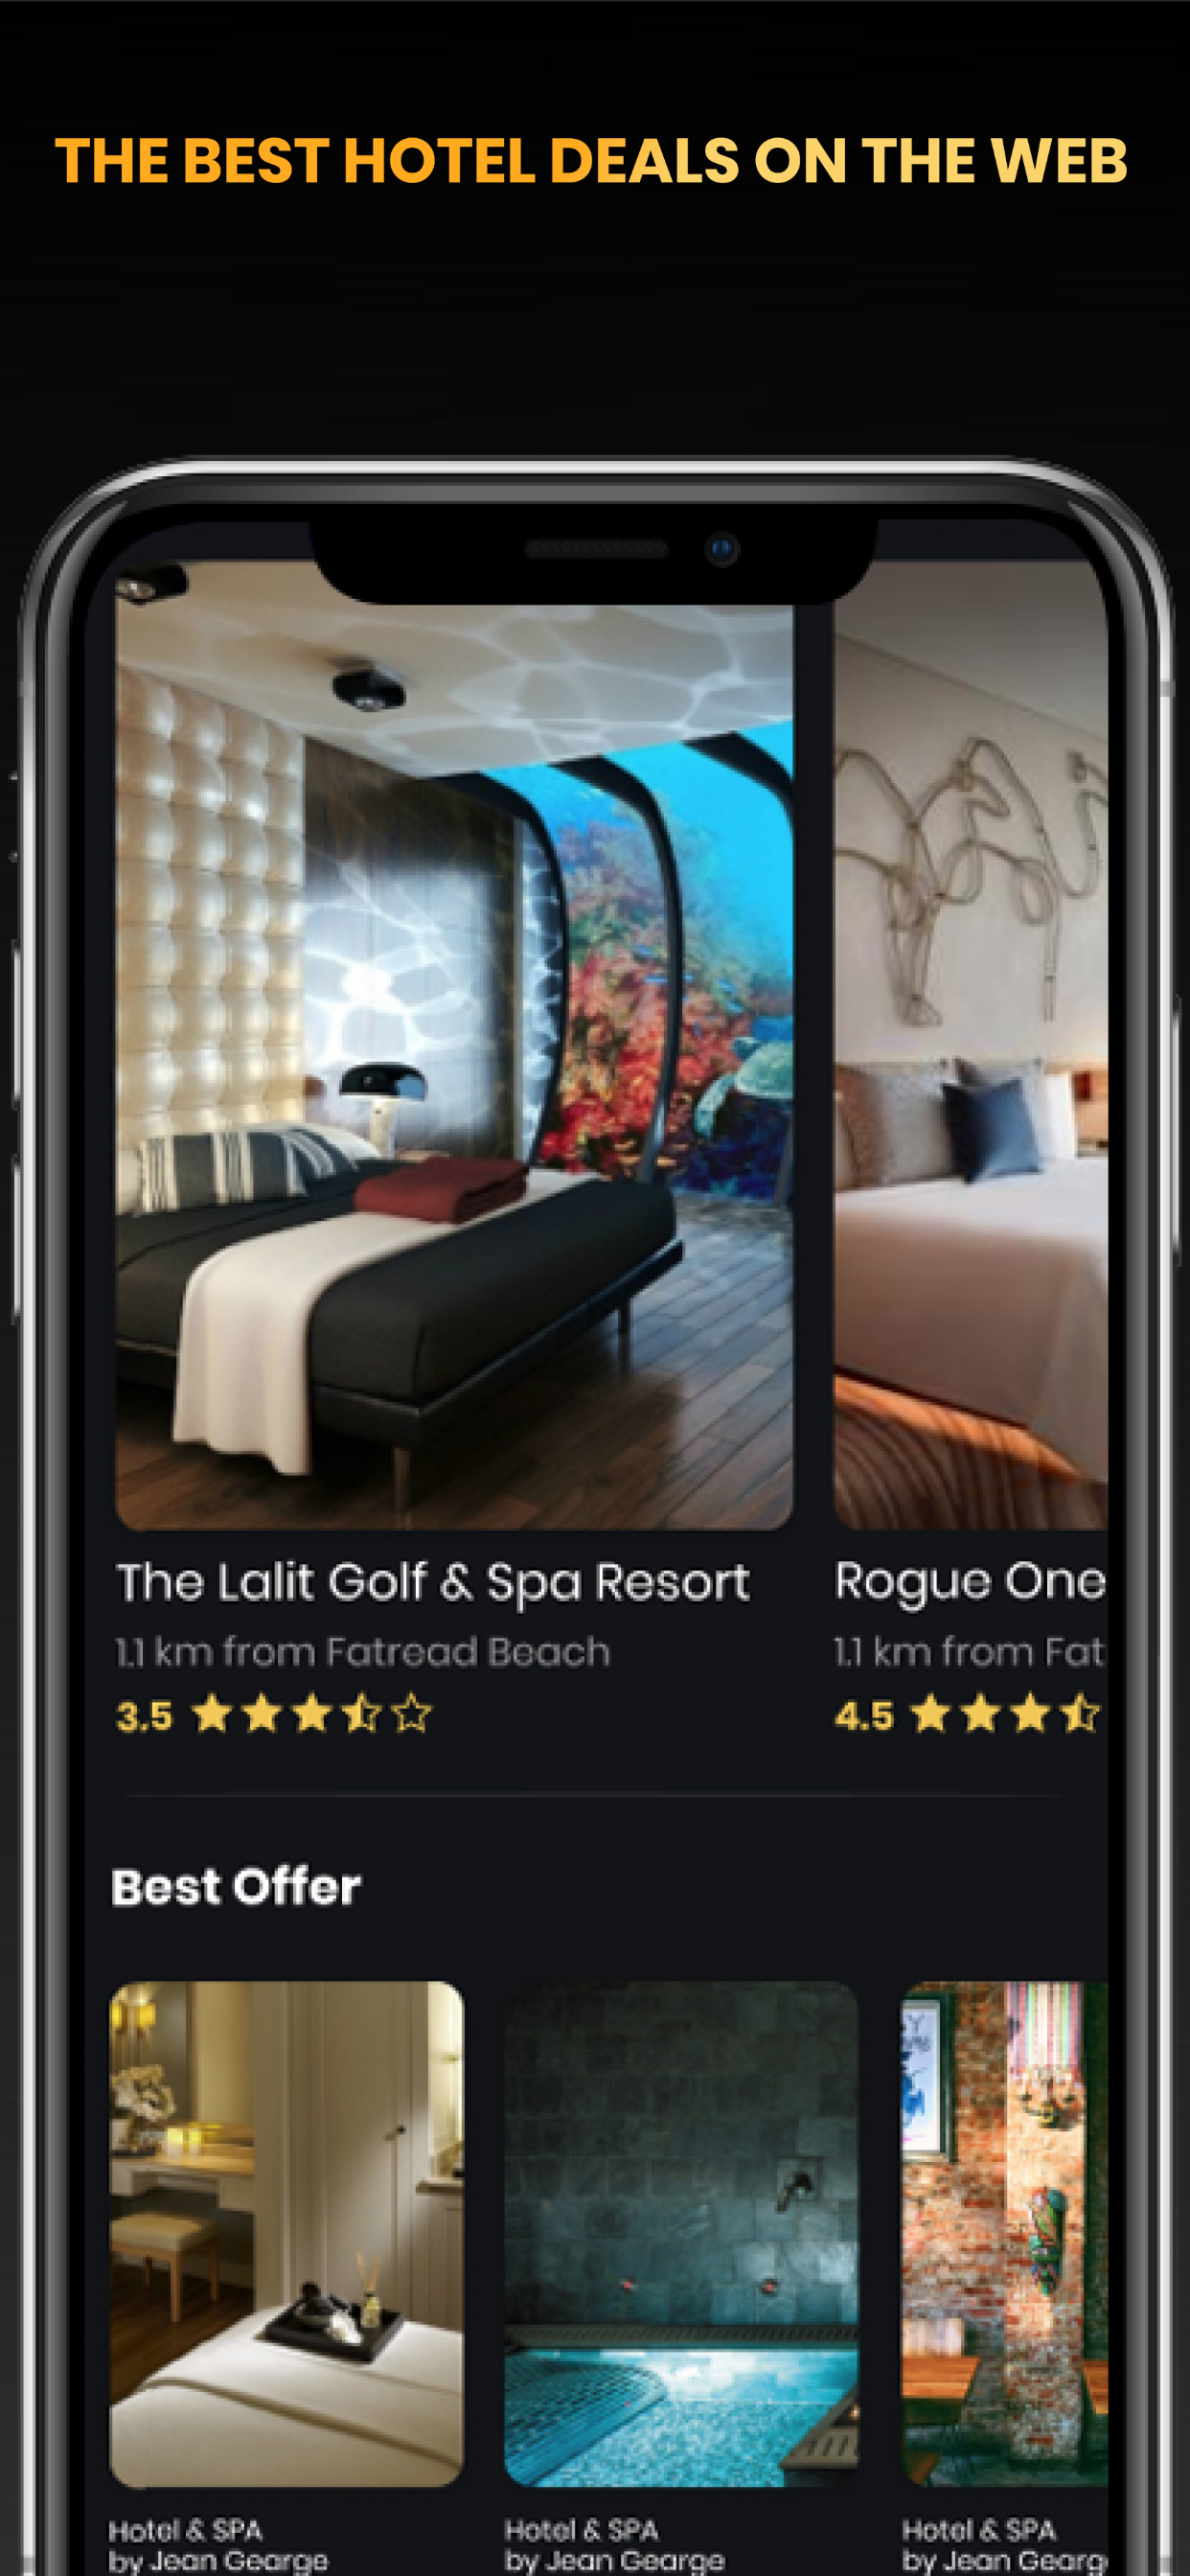 THE BEST HOTEL DEALS ON THE WEB
The Lalit Golf & Spa Resort
1.1 km from Fatread Beach
3.5
Rogue One
1.1 km from Fat
4.5
Best Offer
Hotel & SPA
by Jean Gearge
Hotel & SPA
by Jean Gearge
Hotel & SPA
by Jean Gearg